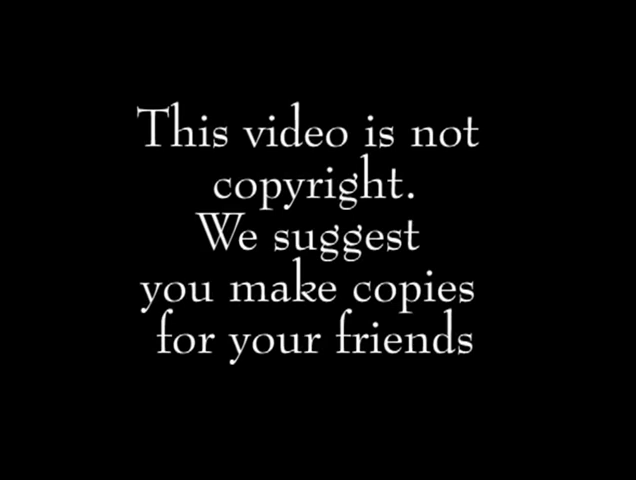 This video is not
copyright.
We suggest
you make copies
for your friends